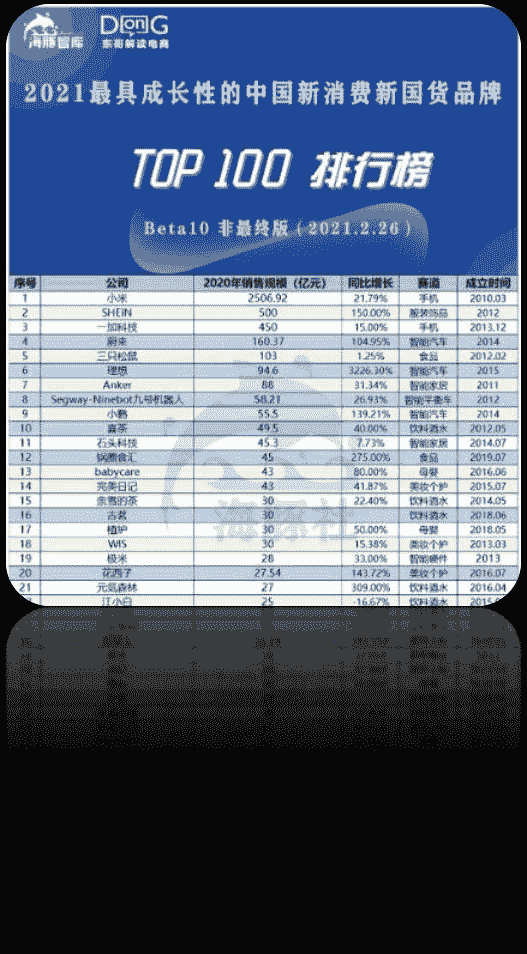 海豚智库 DONG
东哥解读电商
2021最具成长性的中国新消费新国货品牌
TOP 100 排行榜
Beta10 非最终版（2021.2.26）
序号 公司 2020年销售规模（亿元） 同比增长 赛道 成立时间
1 小米 2506.92 21.79% 手机 2010.03
2 SHEIN 500 150.00% 服装饰品 2012
3 一加科技 450 15.00% 手机 2013.12
4 蔚来 160.37 104.95% 智能汽车 2014
5 三只松鼠 103 1.25% 食品 2012.02
6 理想 94.6 3226.30% 智能汽车 2015
7 Anker 88 31.34% 智能家居 2011
8 Segway-Ninebot九号机器人 58.21 26.93% 智能平衡车 2012
9 小鹏 55.5 139.21% 智能汽车 2014
10 喜茶 49.5 40.00% 饮料酒水 2012.05
11 石头科技 45.3 7.73% 智能家居 2014.07
12 锅圈食汇 45 275.00% 食品 2019.07
13 babycare 43 80.00% 母婴 2016.06
14 完美日记 43 41.87% 美妆个护 2015.07
15 奈雪的茶 30 22.40% 饮料酒水 2014.05
16 古茗 30 饮料酒水 2018.06
17 植护 30 50.00% 母婴 2018.05
18 WIS 30 15.38% 美妆个护 2013.03
19 极米 28 33.00% 智能硬件 2013
20 花西子 27.54 143.72% 美妆个护 2016.07
21 元気森林 27 309.00% 饮料酒水 2016.04
江小白 25 -16.67% 饮料酒水
海豚社